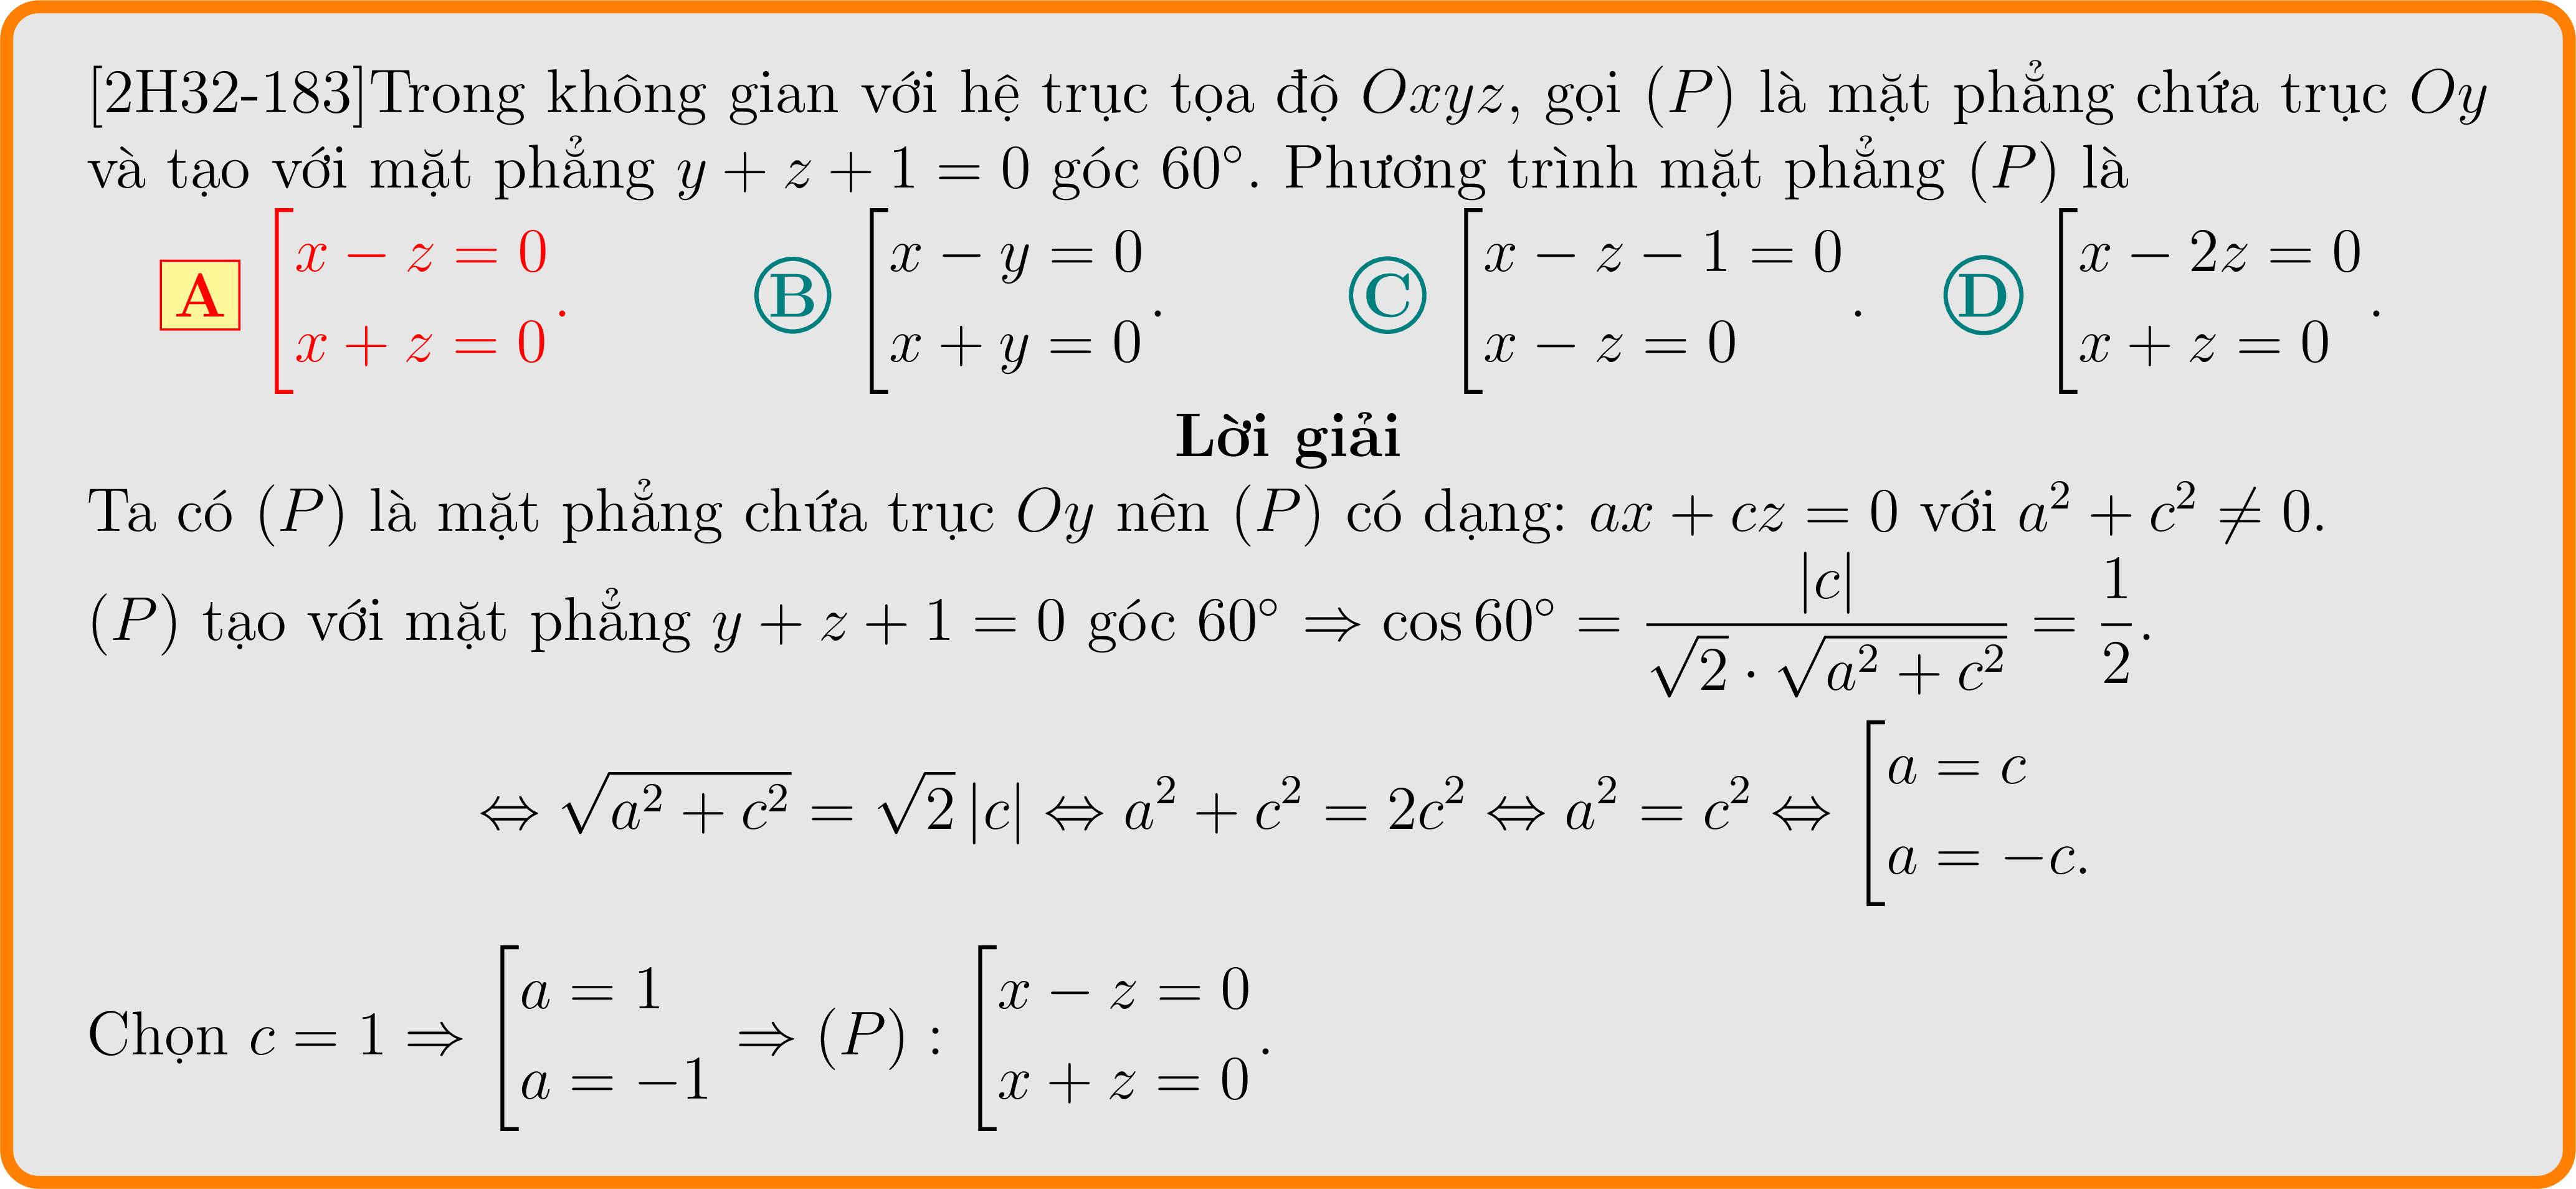 [2H32-183]Trong không gian với hệ trục tọa độ $Oxyz$, gọi $(P)$ là mặt phẳng chứa trục $Oy$
và tạo với mặt phẳng $y + z + 1 = 0$ góc $60^\circ$. Phương trình mặt phẳng $(P)$ là
A $\left[\begin{array}{l} x - z = 0 \\ x + z = 0 \end{array}\right.$. B $\left[\begin{array}{l} x - y = 0 \\ x + y = 0 \end{array}\right.$. C $\left[\begin{array}{l} x - z - 1 = 0 \\ x - z = 0 \end{array}\right.$. D $\left[\begin{array}{l} x - 2z = 0 \\ x + z = 0 \end{array}\right.$.
Lời giải
Ta có $(P)$ là mặt phẳng chứa trục $Oy$ nên $(P)$ có dạng: $ax + cz = 0$ với $a^2 + c^2 \neq 0$.
$(P)$ tạo với mặt phẳng $y + z + 1 = 0$ góc $60^\circ \Rightarrow \cos 60^\circ = \frac{|c|}{\sqrt{2} \cdot \sqrt{a^2 + c^2}} = \frac{1}{2}$.
$\Leftrightarrow \sqrt{a^2 + c^2} = \sqrt{2}\,|c| \Leftrightarrow a^2 + c^2 = 2c^2 \Leftrightarrow a^2 = c^2 \Leftrightarrow \left[\begin{array}{l} a = c \\ a = -c. \end{array}\right.$
Chọn $c = 1 \Rightarrow \left[\begin{array}{l} a = 1 \\ a = -1 \end{array}\right. \Rightarrow (P) : \left[\begin{array}{l} x - z = 0 \\ x + z = 0 \end{array}\right.$.